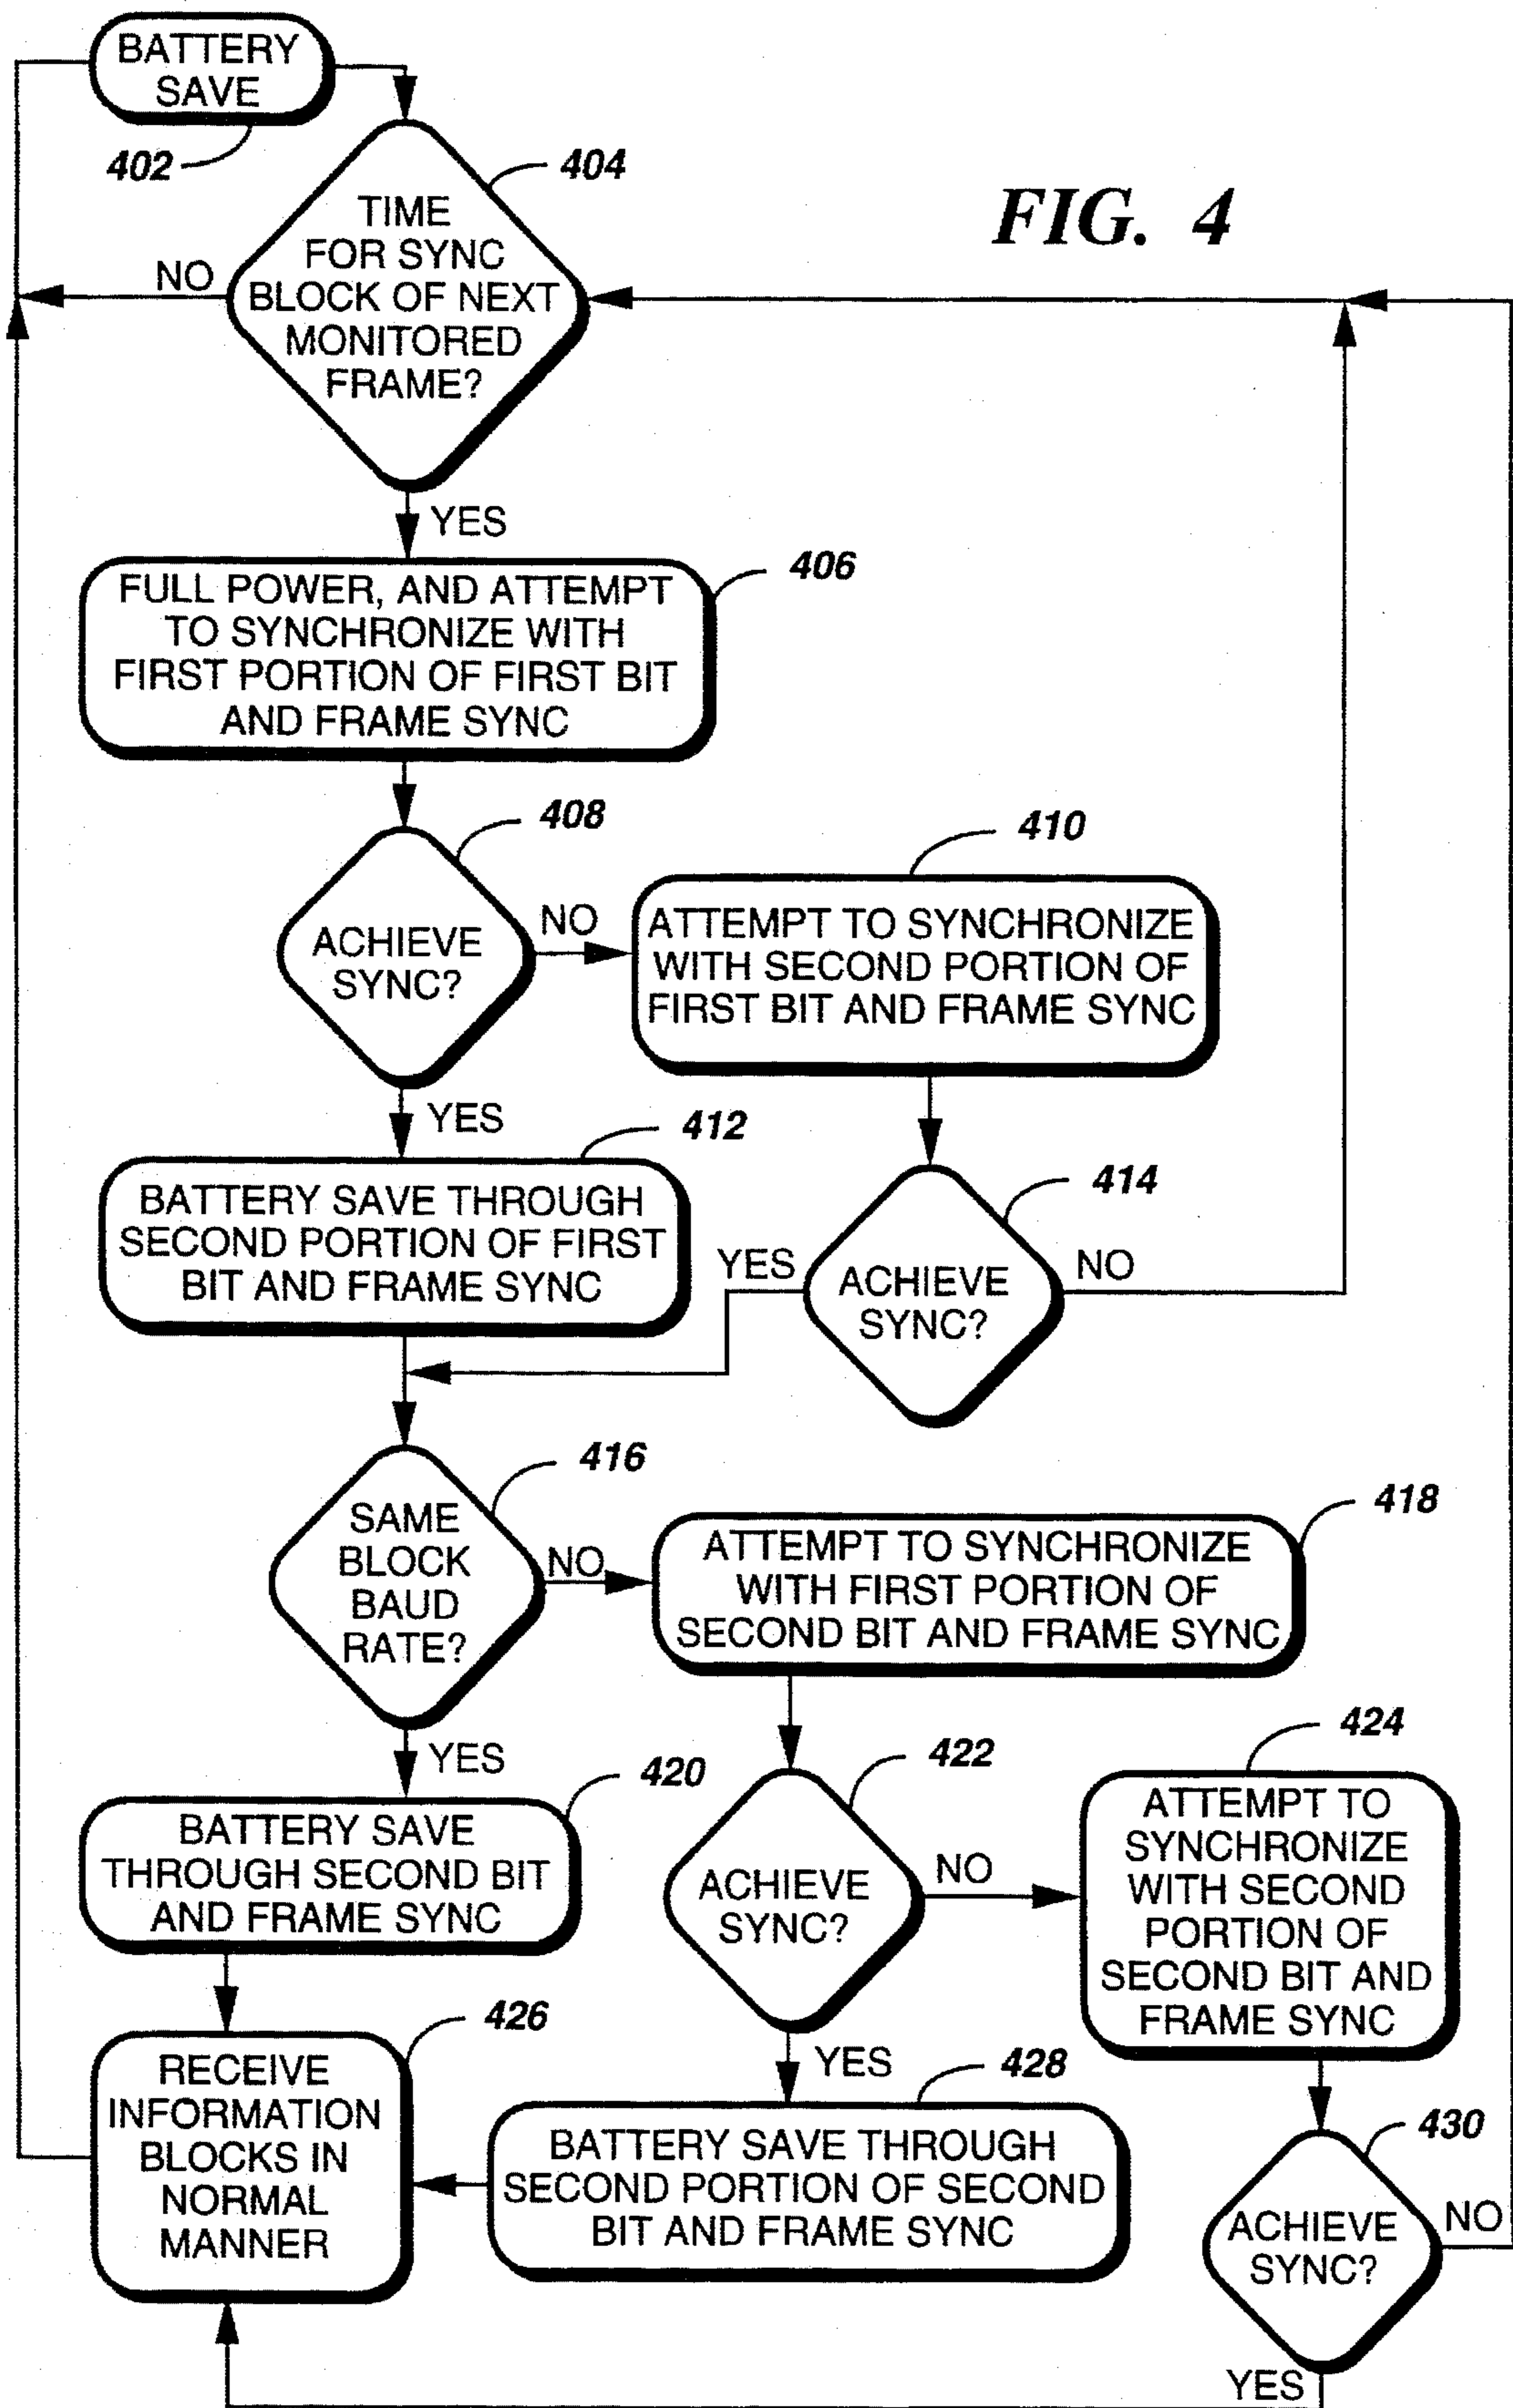 BATTERY
SAVE
402
404
FIG. 4
TIME
FOR SYNC
BLOCK OF NEXT
MONITORED
FRAME?
NO
YES
406
FULL POWER, AND ATTEMPT
TO SYNCHRONIZE WITH
FIRST PORTION OF FIRST BIT
AND FRAME SYNC
408
ACHIEVE
SYNC?
NO
410
ATTEMPT TO SYNCHRONIZE
WITH SECOND PORTION OF
FIRST BIT AND FRAME SYNC
YES
412
BATTERY SAVE THROUGH
SECOND PORTION OF FIRST
BIT AND FRAME SYNC
414
YES
ACHIEVE
SYNC?
NO
416
SAME
BLOCK
BAUD
RATE?
NO
418
ATTEMPT TO SYNCHRONIZE
WITH FIRST PORTION OF
SECOND BIT AND FRAME SYNC
YES
420
BATTERY SAVE
THROUGH SECOND BIT
AND FRAME SYNC
422
ACHIEVE
SYNC?
NO
424
ATTEMPT TO
SYNCHRONIZE
WITH SECOND
PORTION OF
SECOND BIT AND
FRAME SYNC
426
RECEIVE
INFORMATION
BLOCKS IN
NORMAL
MANNER
YES
428
BATTERY SAVE THROUGH
SECOND PORTION OF SECOND
BIT AND FRAME SYNC
430
ACHIEVE
SYNC?
NO
YES